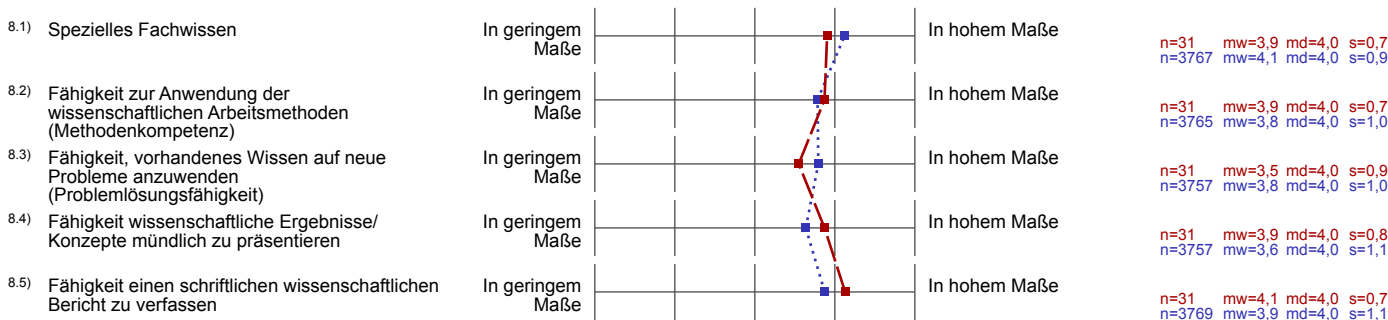 8.1) Spezielles Fachwissen
In geringem
Maße
In hohem Maße
n=31 mw=3,9 md=4,0 s=0,7
n=3767 mw=4,1 md=4,0 s=0,9
8.2) Fähigkeit zur Anwendung der
wissenschaftlichen Arbeitsmethoden
(Methodenkompetenz)
In geringem
Maße
In hohem Maße
n=31 mw=3,9 md=4,0 s=0,7
n=3765 mw=3,8 md=4,0 s=1,0
8.3) Fähigkeit, vorhandenes Wissen auf neue
Probleme anzuwenden
(Problemlösungsfähigkeit)
In geringem
Maße
In hohem Maße
n=31 mw=3,5 md=4,0 s=0,9
n=3757 mw=3,8 md=4,0 s=1,0
8.4) Fähigkeit wissenschaftliche Ergebnisse/
Konzepte mündlich zu präsentieren
In geringem
Maße
In hohem Maße
n=31 mw=3,9 md=4,0 s=0,8
n=3757 mw=3,6 md=4,0 s=1,1
8.5) Fähigkeit einen schriftlichen wissenschaftlichen
Bericht zu verfassen
In geringem
Maße
In hohem Maße
n=31 mw=4,1 md=4,0 s=0,7
n=3769 mw=3,9 md=4,0 s=1,1